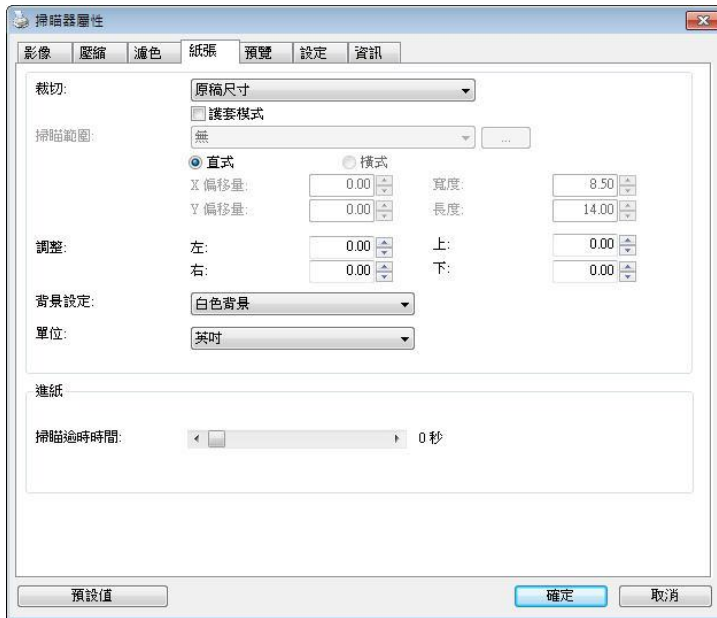 掃瞄器屬性
影像 壓縮 濾色 紙張 預覽 設定 資訊
裁切: 原稿尺寸
護套模式
掃瞄範圍: 無 ...
直式 橫式
X 偏移量: 0.00 寬度: 8.50
Y 偏移量: 0.00 長度: 14.00
調整: 左: 0.00 上: 0.00
右: 0.00 下: 0.00
背景設定: 白色背景
單位: 英吋
進紙
掃瞄逾時時間: 0 秒
預設值 確定 取消